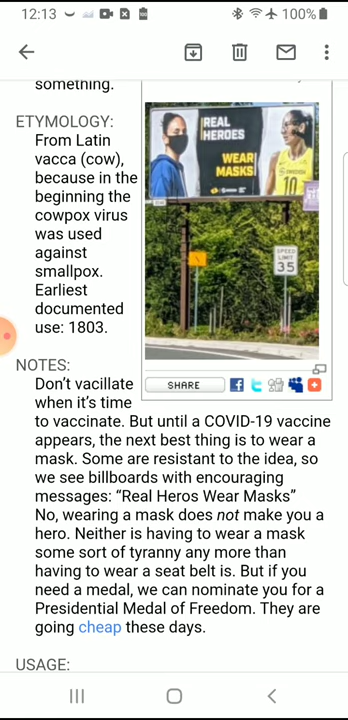 12:13
100%
something.
ETYMOLOGY:
From Latin
vacca (cow),
because in the
beginning the
cowpox virus
was used
against
smallpox.
Earliest
documented
use: 1803.
REAL
HEROES
WEAR
MASKS
10
SPEED
LIMIT
35
SHARE
NOTES:
Don’t vacillate
when it’s time
to vaccinate. But until a COVID-19 vaccine
appears, the next best thing is to wear a
mask. Some are resistant to the idea, so
we see billboards with encouraging
messages: “Real Heros Wear Masks”
No, wearing a mask does not make you a
hero. Neither is having to wear a mask
some sort of tyranny any more than
having to wear a seat belt is. But if you
need a medal, we can nominate you for a
Presidential Medal of Freedom. They are
going cheap these days.
USAGE: